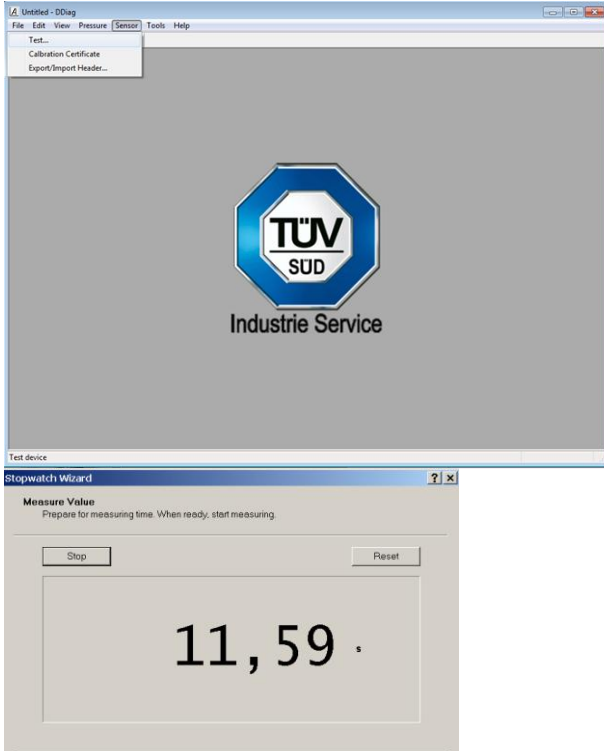 Untitled - DDiag
File Edit View Pressure Sensor Tools Help
Test...
Calbration Certificate
Export/Import Header...
TÜV
SÜD
Industrie Service
Test device
Stopwatch Wizard
Measure Value
Prepare for measuring time. When ready, start measuring.
Stop Reset
11,59 s